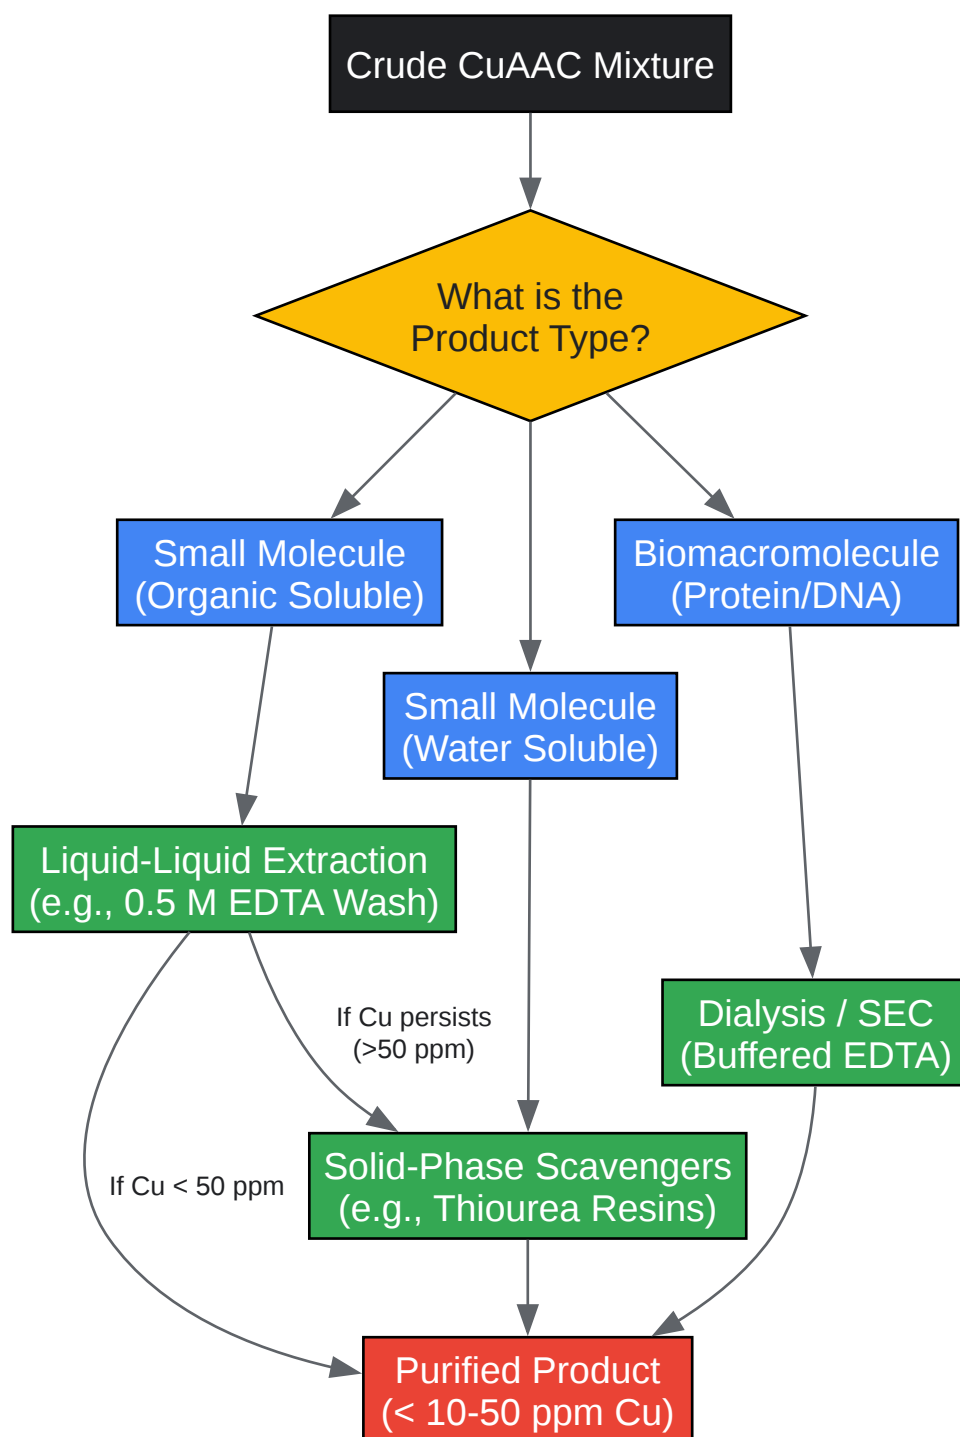 Crude CuAAC Mixture
What is the
Product Type?
Small Molecule
(Organic Soluble)
Biomacromolecule
(Protein/DNA)
Small Molecule
(Water Soluble)
Liquid-Liquid Extraction
(e.g., 0.5 M EDTA Wash)
Dialysis / SEC
(Buffered EDTA)
If Cu persists
(>50 ppm)
Solid-Phase Scavengers
(e.g., Thiourea Resins)
If Cu < 50 ppm
Purified Product
(< 10-50 ppm Cu)